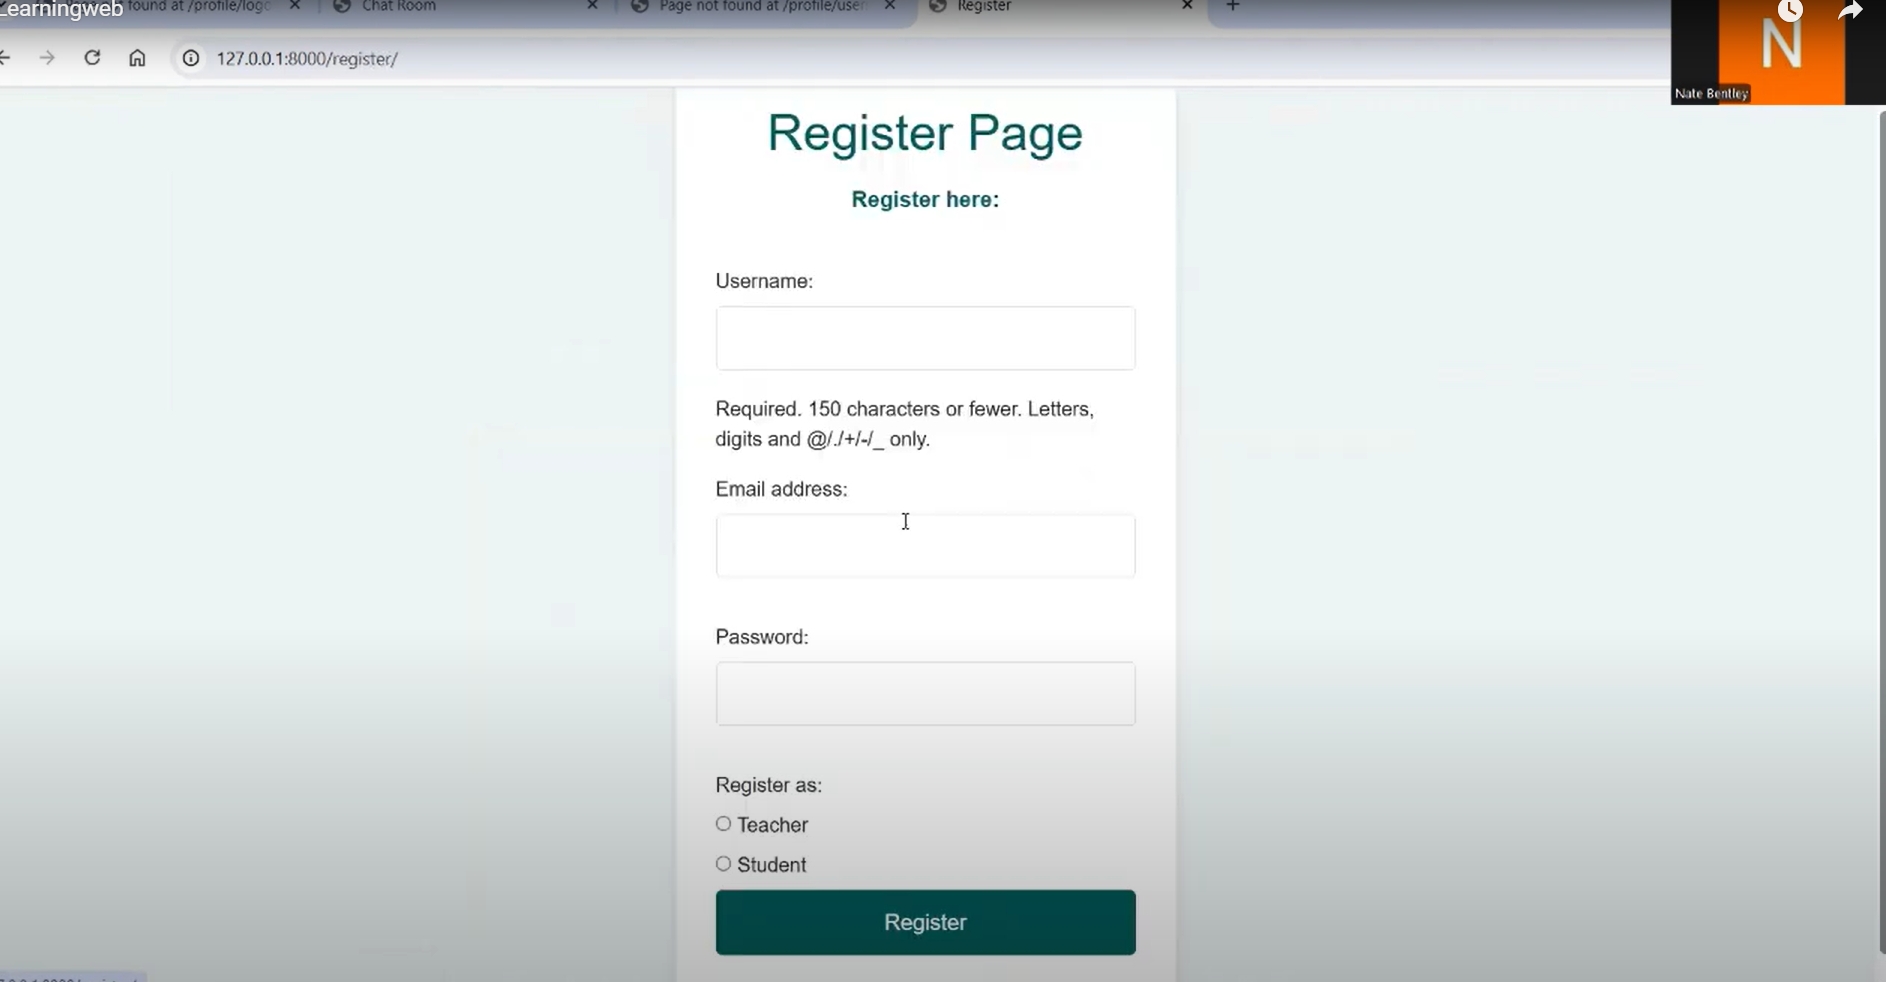 Learningweb
found at /profile/logo
Chat Room
Page not found at /profile/user
Register
127.0.0.1:8000/register/
N
Nate Bentley
Register Page
Register here:
Username:
Required. 150 characters or fewer. Letters,
digits and @/./+/-/_ only.
Email address:
Password:
Register as:
Teacher
Student
Register